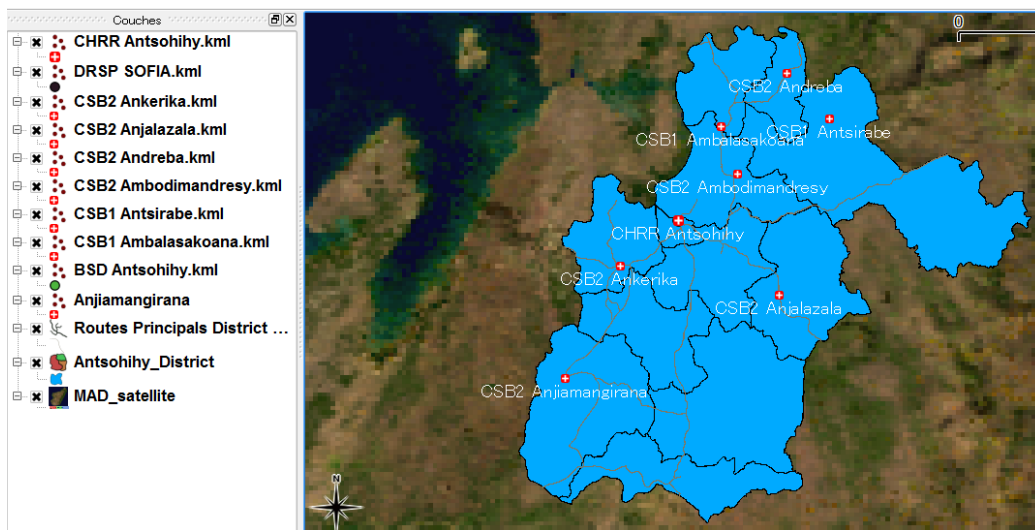 Couches
CHRR Antsohihy.kml
DRSP SOFIA.kml
CSB2 Ankerika.kml
CSB2 Anjalazala.kml
CSB2 Andreba.kml
CSB2 Ambodimandresy.kml
CSB1 Antsirabe.kml
CSB1 Ambalasakoana.kml
BSD Antsohihy.kml
Anjiamangirana
Routes Principals District ...
Antsohihy_District
MAD_satellite
0
CSB2 Andreba
CSB1 Antsirabe
CSB1 Ambalasakoana
CSB2 Ambodimandresy
CHRR Antsohihy
CSB2 Ankerika
CSB2 Anjalazala
CSB2 Anjiamangirana
N